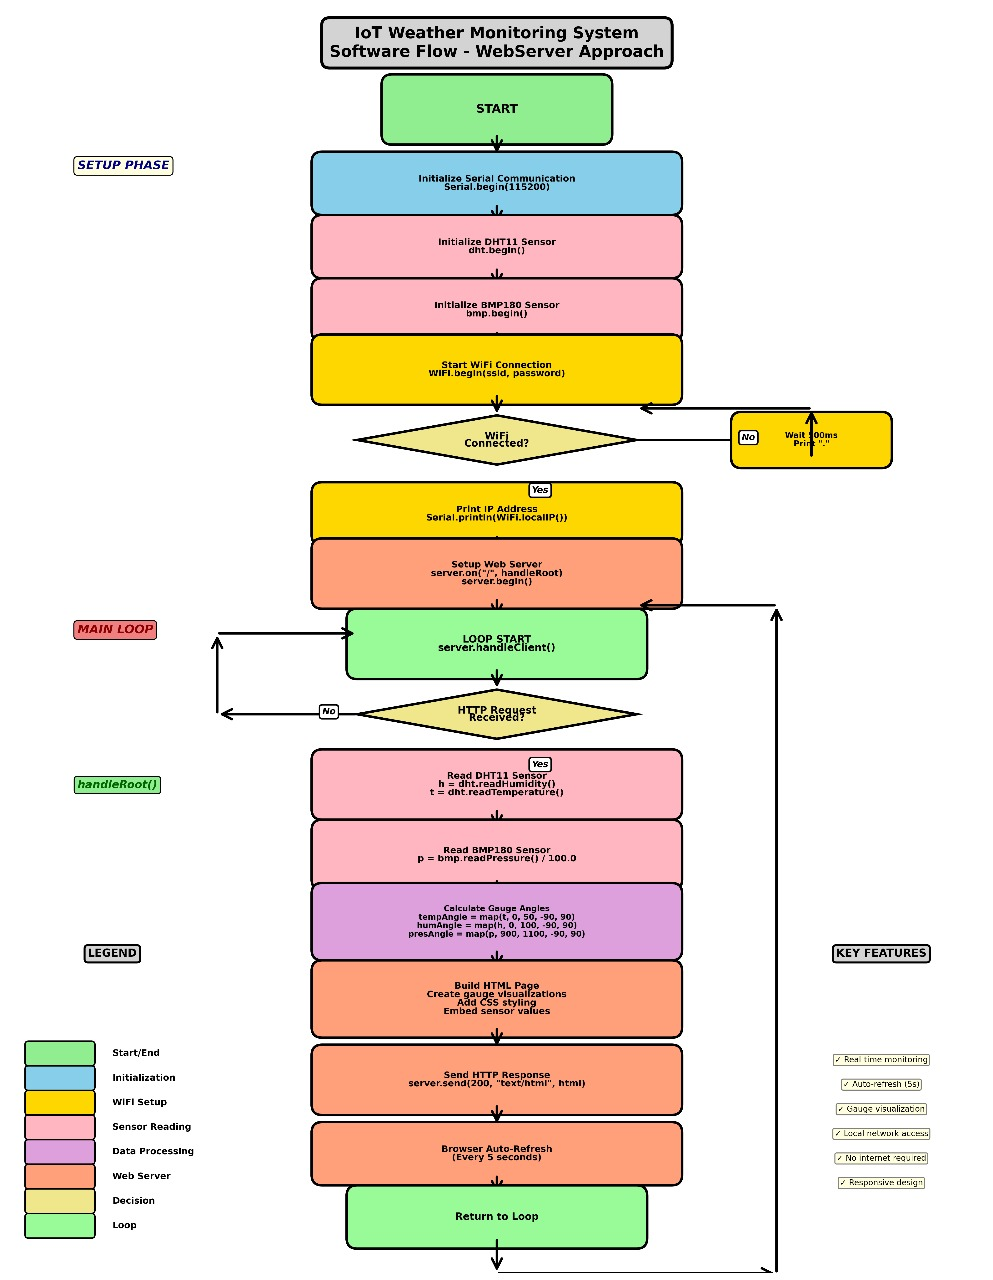 IoT Weather Monitoring System
Software Flow - WebServer Approach
START
SETUP PHASE
Initialize Serial Communication
Serial.begin(115200)
Initialize DHT11 Sensor
dht.begin()
Initialize BMP180 Sensor
bmp.begin()
Start WiFi Connection
WiFi.begin(ssid, password)
WiFi
Connected?
No
Wait 500ms
Print "."
Yes
Print IP Address
Serial.println(WiFi.localIP())
Setup Web Server
server.on("/", handleRoot)
server.begin()
MAIN LOOP
LOOP START
server.handleClient()
HTTP Request
Received?
No
Yes
handleRoot()
Read DHT11 Sensor
h = dht.readHumidity()
t = dht.readTemperature()
Read BMP180 Sensor
p = bmp.readPressure() / 100.0
Calculate Gauge Angles
tempAngle = map(t, 0, 50, -90, 90)
humAngle = map(h, 0, 100, -90, 90)
presAngle = map(p, 900, 1100, -90, 90)
Build HTML Page
Create gauge visualizations
Add CSS styling
Embed sensor values
Send HTTP Response
server.send(200, "text/html", html)
Browser Auto-Refresh
(Every 5 seconds)
Return to Loop
LEGEND
Start/End
Initialization
WiFi Setup
Sensor Reading
Data Processing
Web Server
Decision
Loop
KEY FEATURES
✓ Real-time monitoring
✓ Auto-refresh (5s)
✓ Gauge visualization
✓ Local network access
✓ No internet required
✓ Responsive design